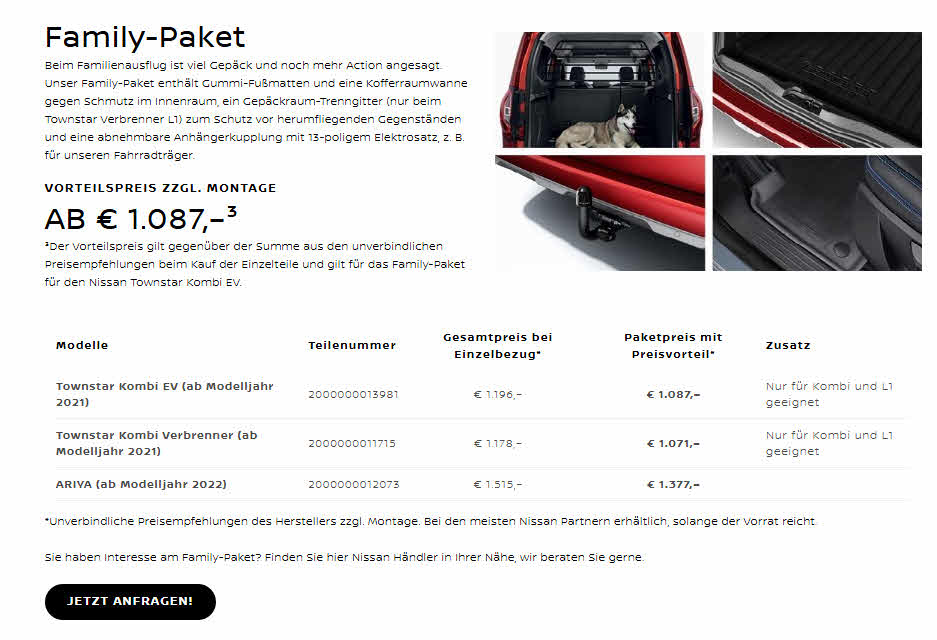 Family-Paket
Beim Familienausflug ist viel Gepäck und noch mehr Action angesagt.
Unser Family-Paket enthält Gummi-Fußmatten und eine Kofferraumwanne
gegen Schmutz im Innenraum, ein Gepäckraum-Trenngitter (nur beim
Townstar Verbrenner L1) zum Schutz vor herumfliegenden Gegenständen
und eine abnehmbare Anhängerkupplung mit 13-poligem Elektrosatz, z. B.
für unseren Fahrradträger.
VORTEILSPREIS ZZGL. MONTAGE
AB € 1.087,–³
³Der Vorteilspreis gilt gegenüber der Summe aus den unverbindlichen
Preisempfehlungen beim Kauf der Einzelteile und gilt für das Family-Paket
für den Nissan Townstar Kombi EV.
Modelle Teilenummer Gesamtpreis bei Einzelbezug* Paketpreis mit Preisvorteil* Zusatz
Townstar Kombi EV (ab Modelljahr 2021) 2000000013981 € 1.196,– € 1.087,– Nur für Kombi und L1 geeignet
Townstar Kombi Verbrenner (ab Modelljahr 2021) 2000000011715 € 1.178,– € 1.071,– Nur für Kombi und L1 geeignet
ARIYA (ab Modelljahr 2022) 2000000012073 € 1.515,– € 1.377,–
*Unverbindliche Preisempfehlungen des Herstellers zzgl. Montage. Bei den meisten Nissan Partnern erhältlich, solange der Vorrat reicht.
Sie haben Interesse am Family-Paket? Finden Sie hier Nissan Händler in Ihrer Nähe, wir beraten Sie gerne.
JETZT ANFRAGEN!